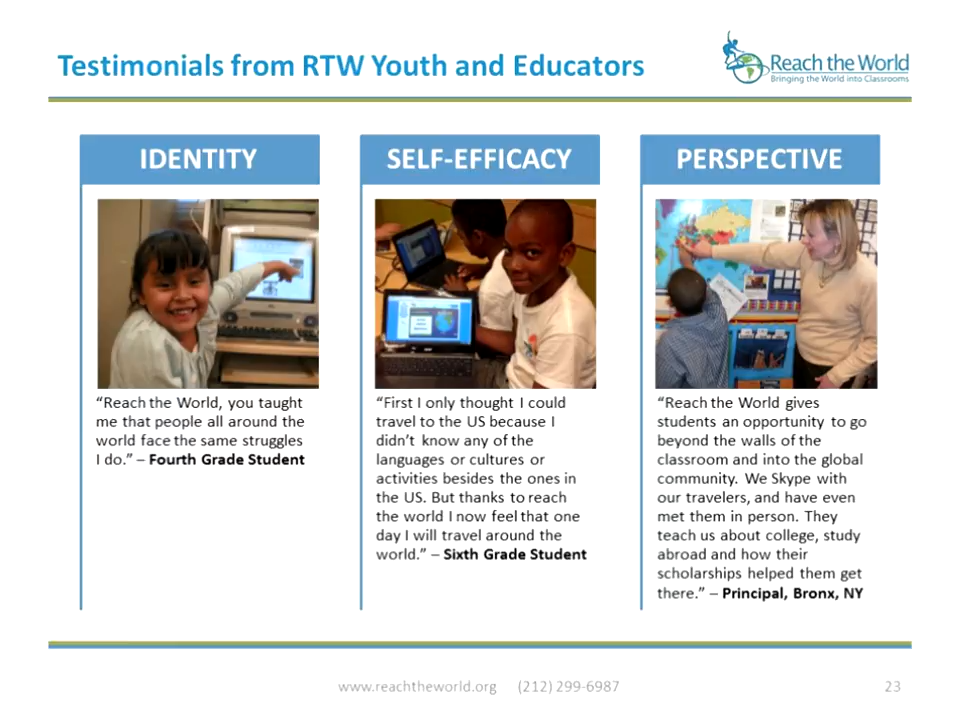 Testimonials from RTW Youth and Educators
Reach the World
Bringing the World into Classrooms
IDENTITY
“Reach the World, you taught
me that people all around the
world face the same struggles
I do.” – Fourth Grade Student
SELF-EFFICACY
“First I only thought I could
travel to the US because I
didn’t know any of the
languages or cultures or
activities besides the ones in
the US. But thanks to reach
the world I now feel that one
day I will travel around the
world.” – Sixth Grade Student
PERSPECTIVE
“Reach the World gives
students an opportunity to go
beyond the walls of the
classroom and into the global
community. We Skype with
our travelers, and have even
met them in person. They
teach us about college, study
abroad and how their
scholarships helped them get
there.” – Principal, Bronx, NY
www.reachtheworld.org (212) 299-6987
23